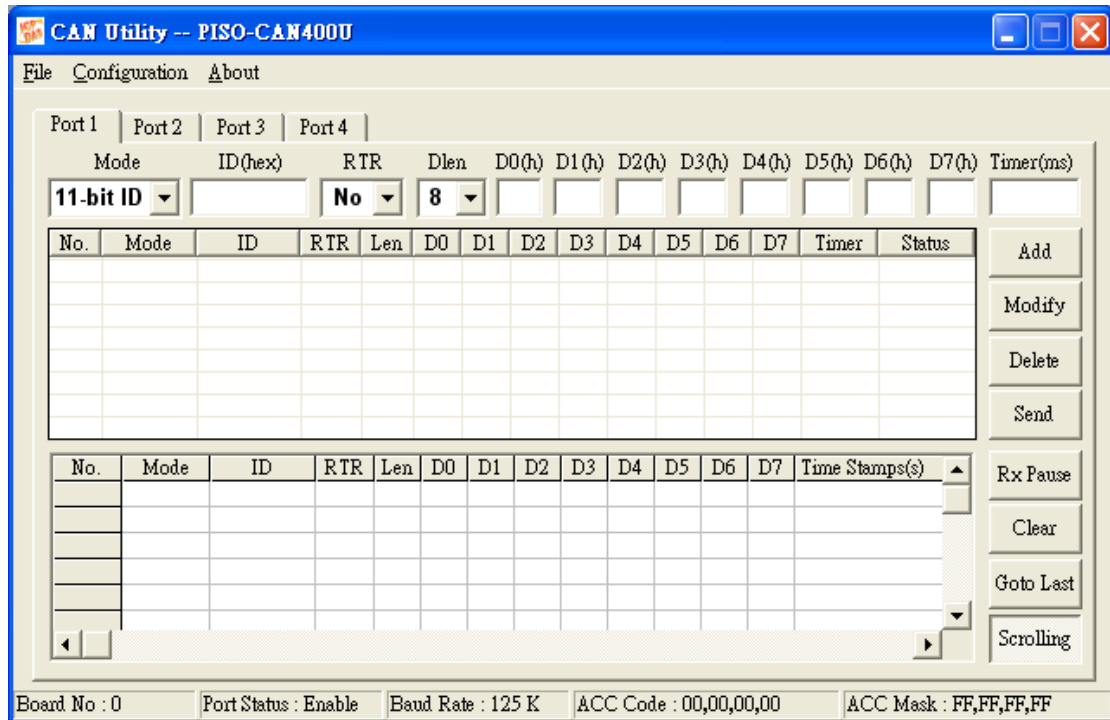 CAN Utility -- PISO-CAN400U
File Configuration About
Port 1 Port 2 Port 3 Port 4
Mode ID(hex) RTR Dlen D0(h) D1(h) D2(h) D3(h) D4(h) D5(h) D6(h) D7(h) Timer(ms)
11-bit ID No 8
No. Mode ID RTR Len D0 D1 D2 D3 D4 D5 D6 D7 Timer Status
Add
Modify
Delete
Send
No. Mode ID RTR Len D0 D1 D2 D3 D4 D5 D6 D7 Time Stamps(s)
Rx Pause
Clear
Goto Last
Scrolling
Board No : 0 Port Status : Enable Baud Rate : 125 K ACC Code : 00,00,00,00 ACC Mask : FF,FF,FF,FF